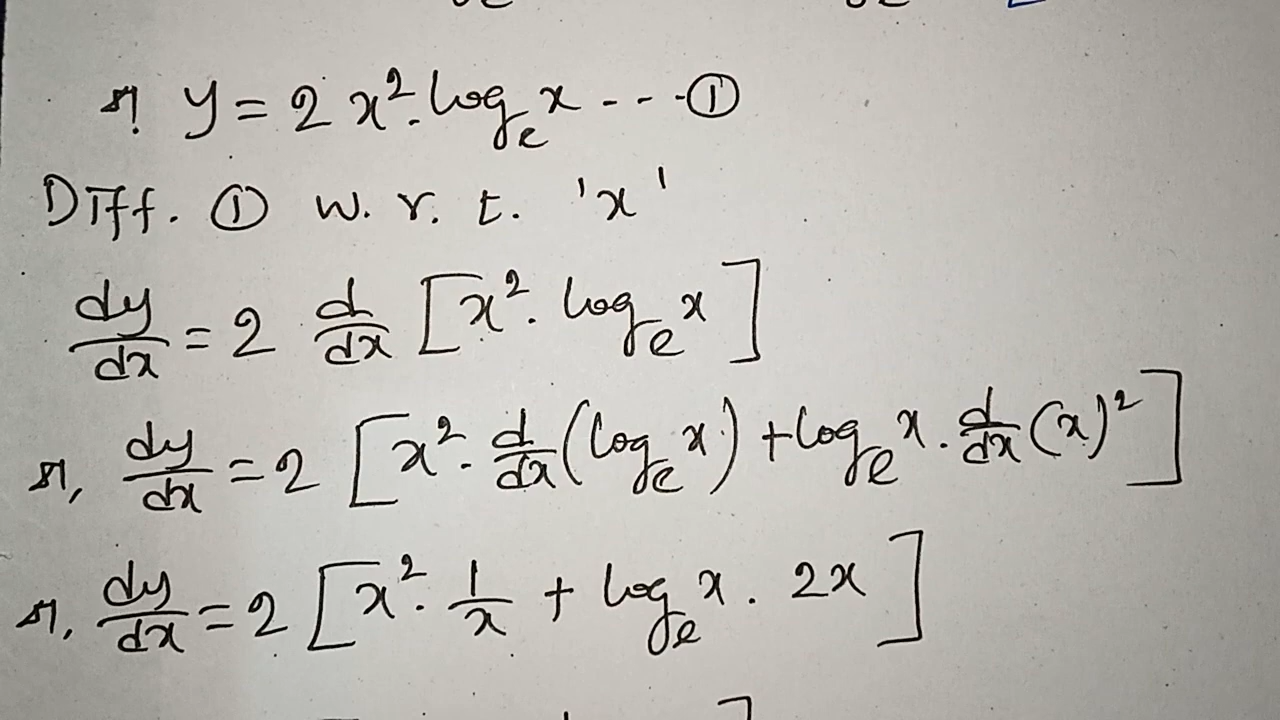 या y = 2x². logₑx - - - ①
Diff. ① w. r. t. 'x'
dy/dx = 2 d/dx [x². logₑx]
या, dy/dx = 2 [x². d/dx (logₑx) + logₑx. d/dx (x)²]
या, dy/dx = 2 [x². 1/x + logₑx. 2x]